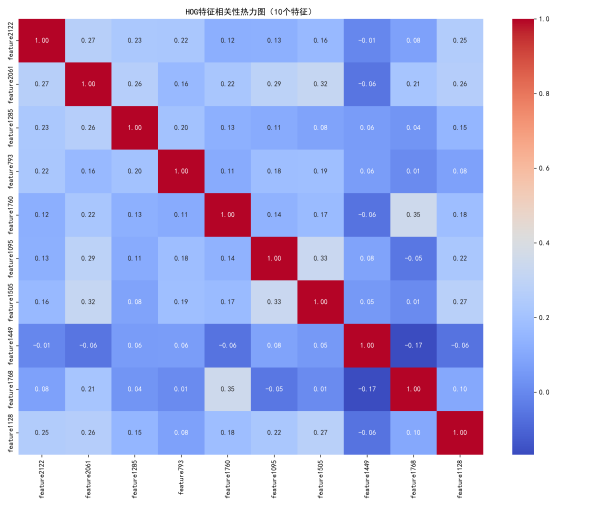 HOG特征相关性热力图（10个特征）
feature2122 1.00 0.27 0.23 0.22 0.12 0.13 0.16 -0.01 0.08 0.25
feature2061 0.27 1.00 0.26 0.16 0.22 0.29 0.32 -0.06 0.21 0.26
feature1285 0.23 0.26 1.00 0.20 0.13 0.11 0.08 0.06 0.04 0.15
feature793 0.22 0.16 0.20 1.00 0.11 0.18 0.19 0.06 0.01 0.08
feature1760 0.12 0.22 0.13 0.11 1.00 0.14 0.17 -0.06 0.35 0.18
feature1095 0.13 0.29 0.11 0.18 0.14 1.00 0.33 0.08 -0.05 0.22
feature1505 0.16 0.32 0.08 0.19 0.17 0.33 1.00 0.05 0.01 0.27
feature1449 -0.01 -0.06 0.06 0.06 -0.06 0.08 0.05 1.00 -0.17 -0.06
feature1768 0.08 0.21 0.04 0.01 0.35 -0.05 0.01 -0.17 1.00 0.10
feature1128 0.25 0.26 0.15 0.08 0.18 0.22 0.27 -0.06 0.10 1.00
feature2122 feature2061 feature1285 feature793 feature1760 feature1095 feature1505 feature1449 feature1768 feature1128
1.0
0.8
0.6
0.4
0.2
0.0